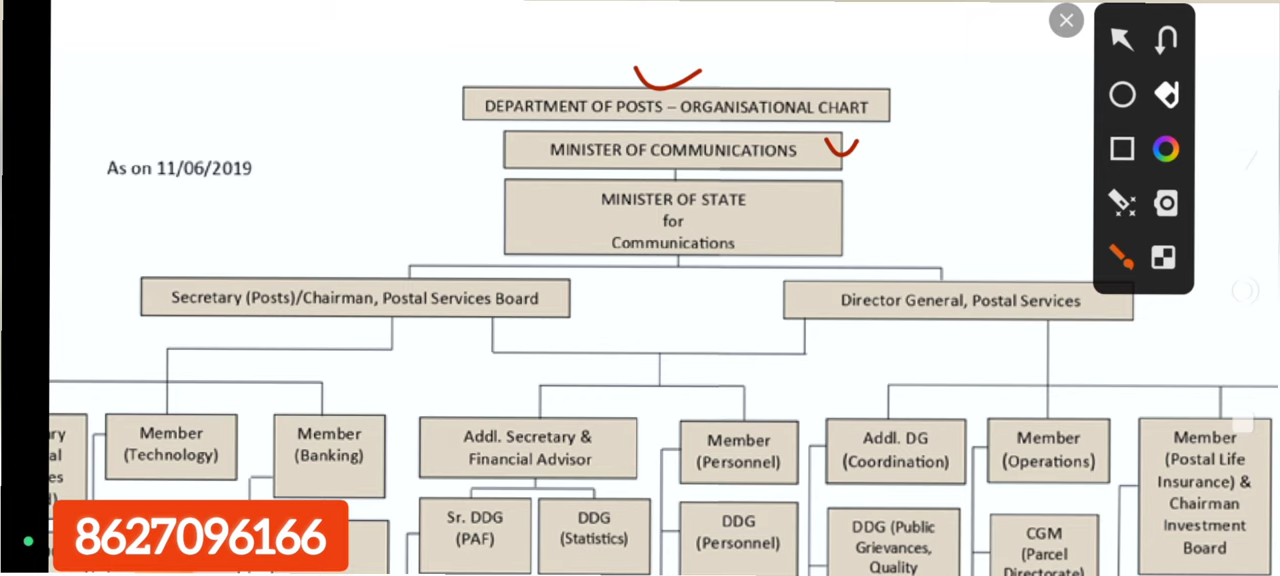 DEPARTMENT OF POSTS – ORGANISATIONAL CHART
MINISTER OF COMMUNICATIONS
As on 11/06/2019
MINISTER OF STATE
for
Communications
Secretary (Posts)/Chairman, Postal Services Board
Director General, Postal Services
Member
(Technology)
Member
(Banking)
Addl. Secretary &
Financial Advisor
Member
(Personnel)
Addl. DG
(Coordination)
Member
(Operations)
Member
(Postal Life
Insurance) &
Chairman
Investment
Board
Sr. DDG
(PAF)
DDG
(Statistics)
DDG
(Personnel)
DDG (Public
Grievances,
Quality
CGM
(Parcel
Directorate)
8627096166